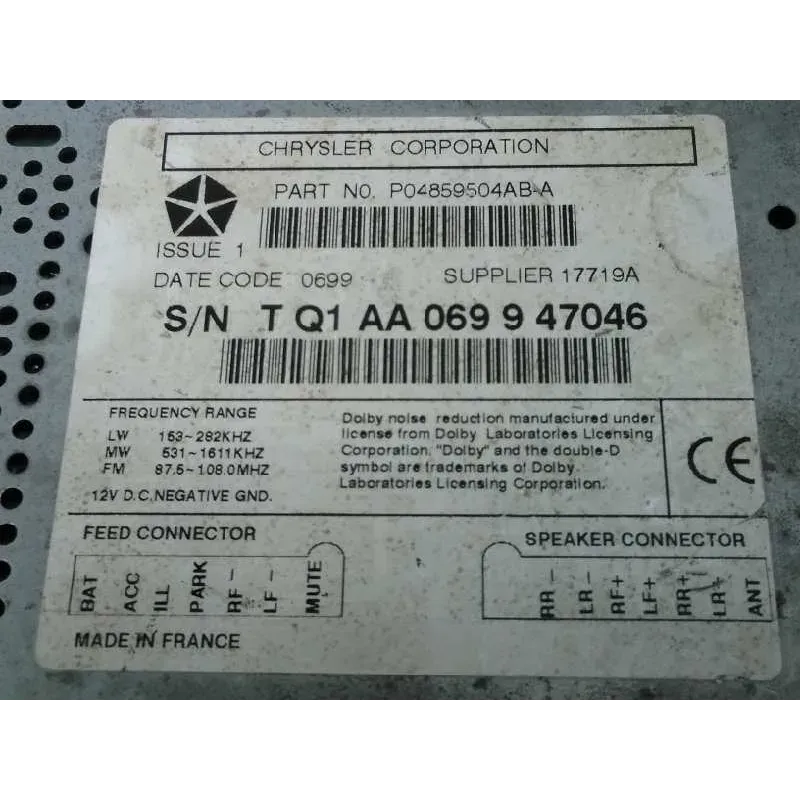 CHRYSLER CORPORATION
PART NO. P04859504AB-A
ISSUE 1
DATE CODE 0699 SUPPLIER 17719A
S/N T Q1 AA 069 9 47046
FREQUENCY RANGE
LW 153~282KHZ
MW 531~1611KHZ
FM 87.5~108.0MHZ
12V D.C. NEGATIVE GND.
Dolby noise reduction manufactured under
license from Dolby Laboratories Licensing
Corporation. "Dolby" and the double-D
symbol are trademarks of Dolby
Laboratories Licensing Corporation.
CE
FEED CONNECTOR
BAT
ACC
ILL
PARK
RF-
LF-
MUTE
SPEAKER CONNECTOR
RR-
LR-
RF+
LF+
RR+
LR+
ANT
MADE IN FRANCE